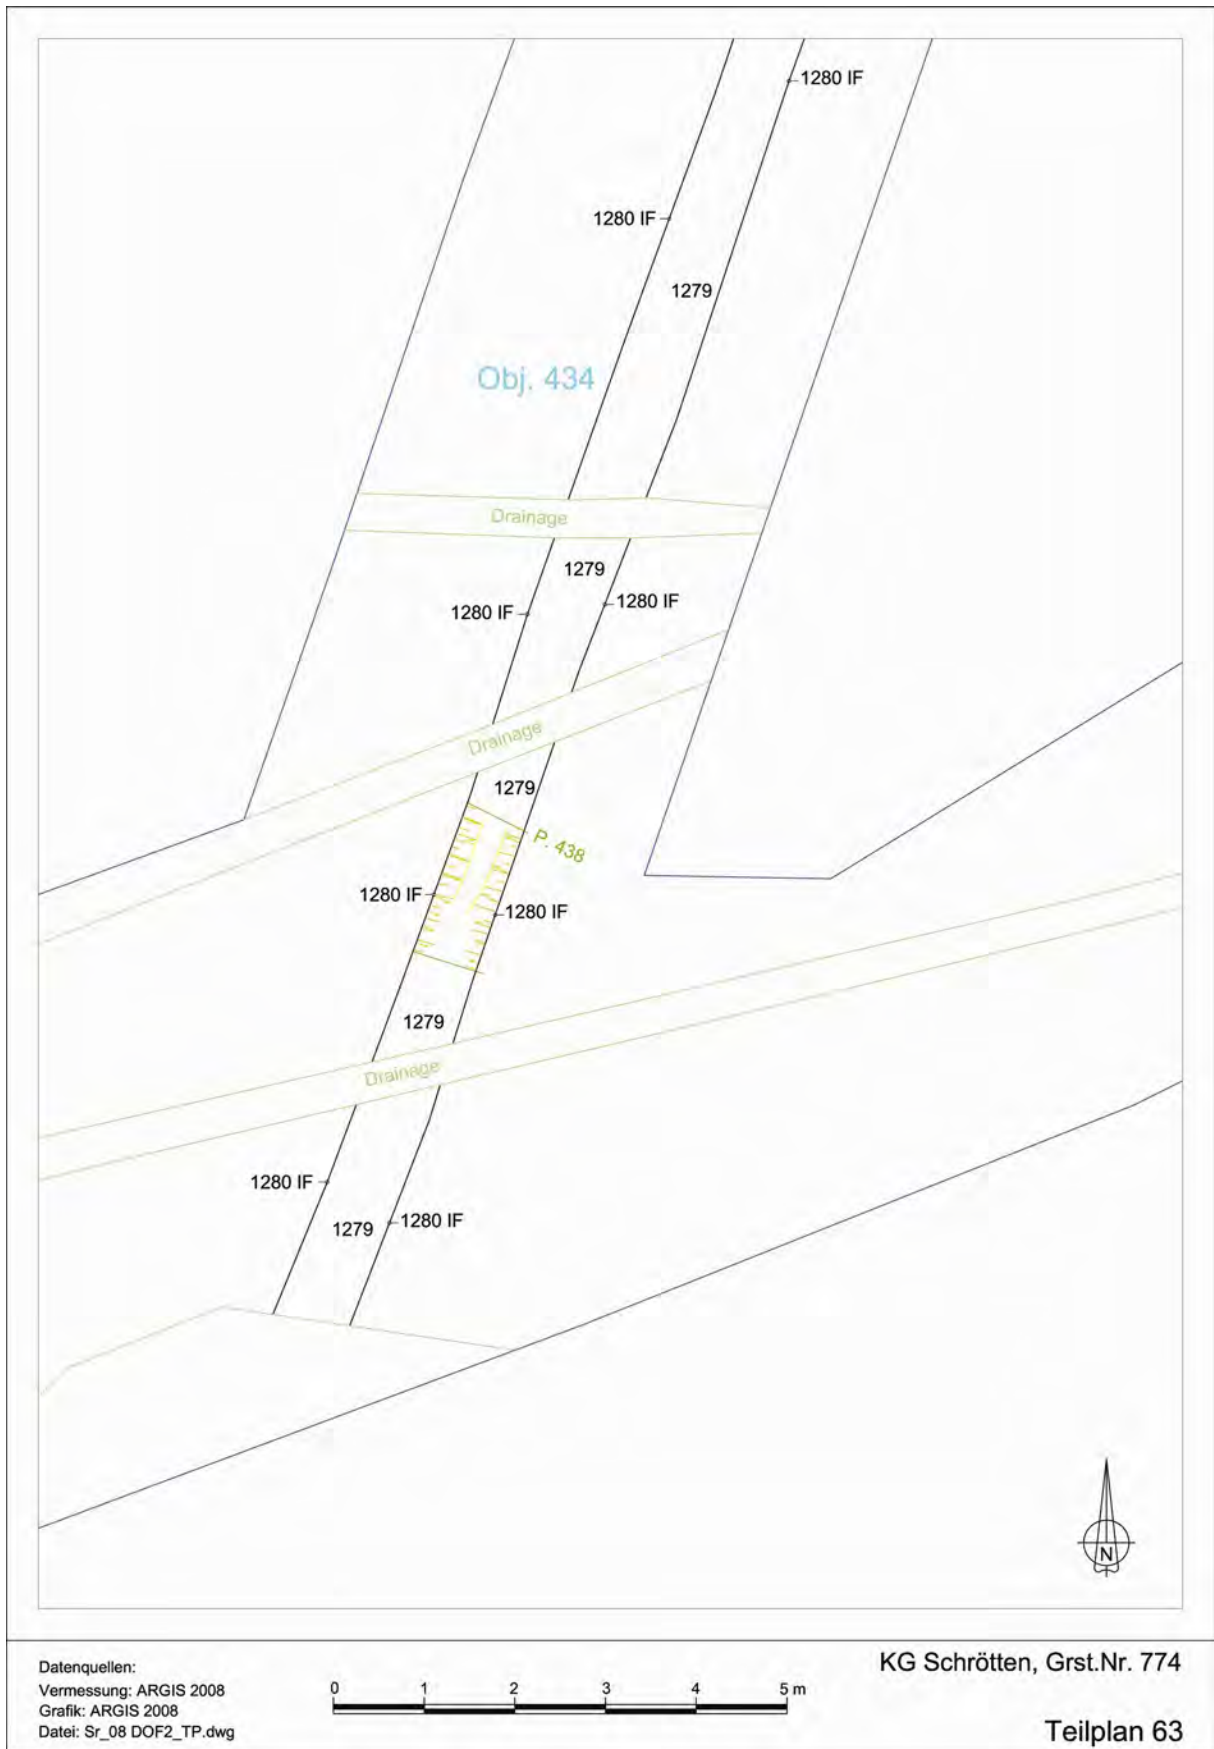 1280 IF
1280 IF
1279
Obj. 434
Drainage
1279
1280 IF
1280 IF
Drainage
1279
P. 438
1280 IF
1280 IF
1279
Drainage
1280 IF
1279
1280 IF
N
Datenquellen:
Vermessung: ARGIS 2008
Grafik: ARGIS 2008
Datei: Sr_08 DOF2_TP.dwg
0 1 2 3 4 5 m
KG Schrötten, Grst.Nr. 774
Teilplan 63